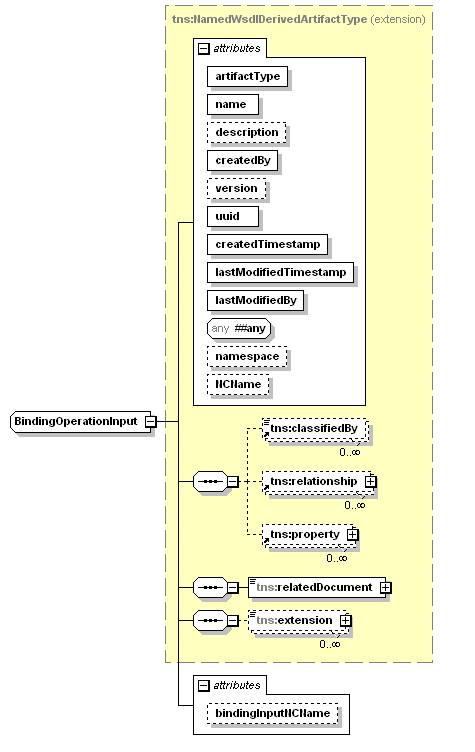 tns:NamedWsdlDerivedArtifactType (extension)
attributes
artifactType
name
description
createdBy
version
uuid
createdTimestamp
lastModifiedTimestamp
lastModifiedBy
any ##any
namespace
NCName
BindingOperationInput
tns:classifiedBy
0..∞
tns:relationship
0..∞
tns:property
0..∞
tns:relatedDocument
tns:extension
0..∞
attributes
bindingInputNCName